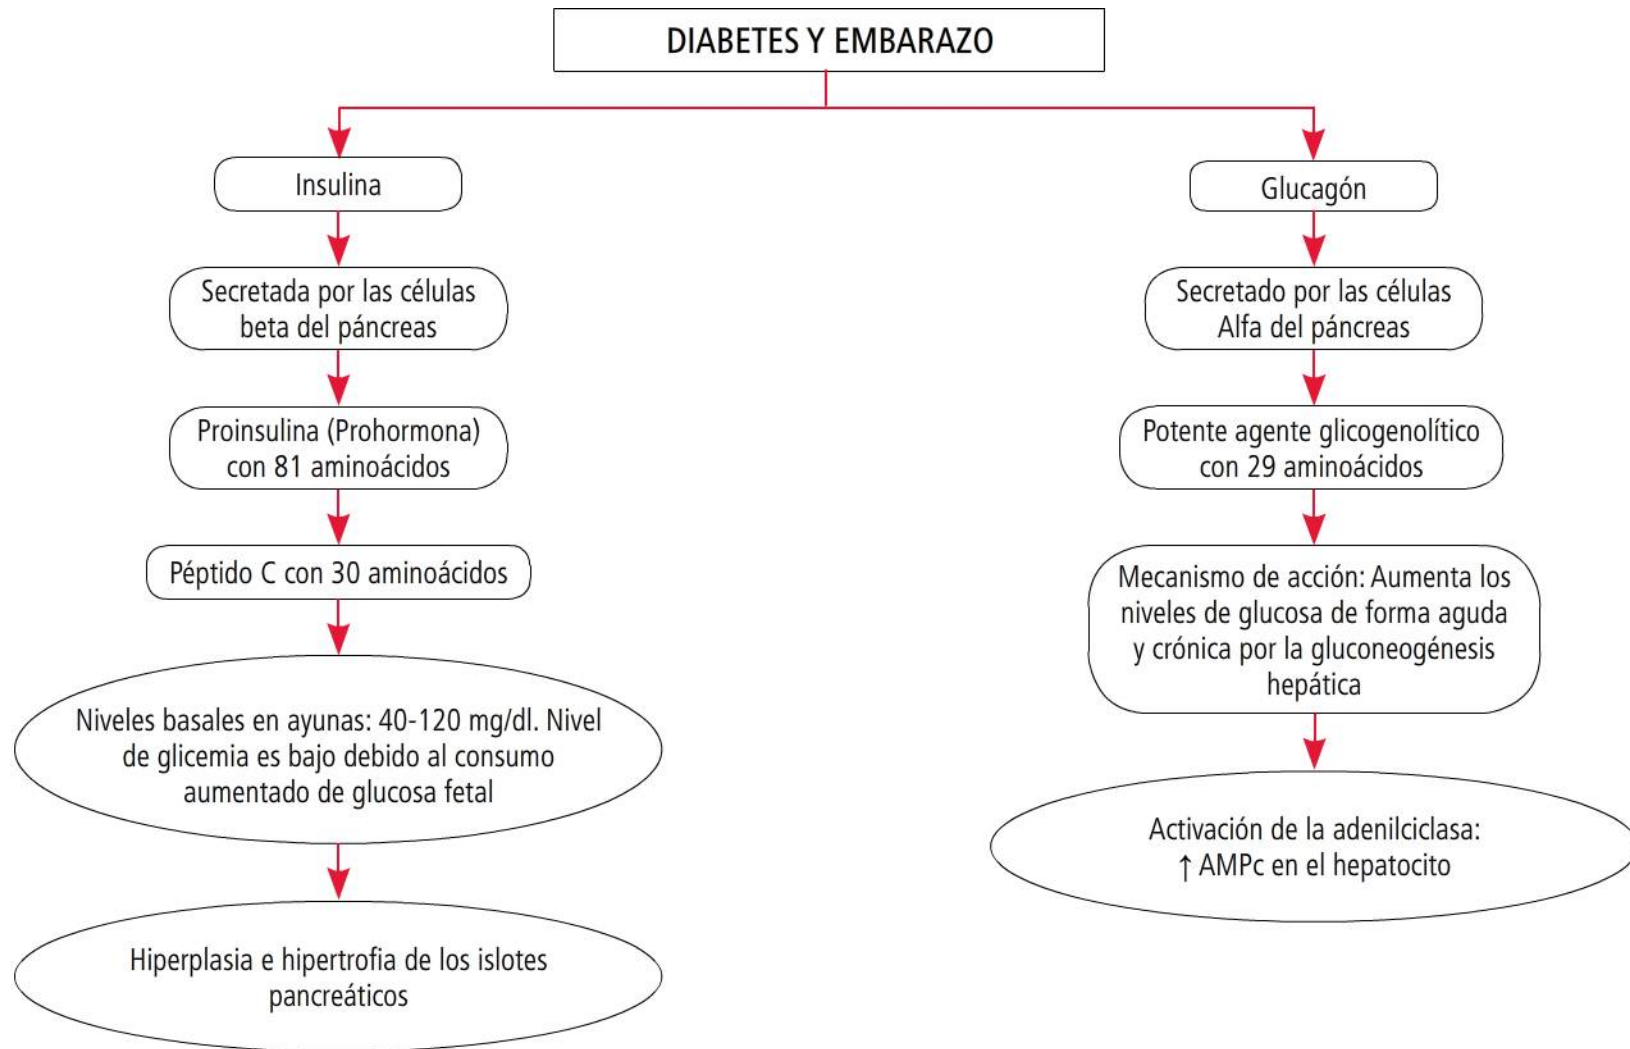 DIABETES Y EMBARAZO
Insulina
Secretada por las células
beta del páncreas
Proinsulina (Prohormona)
con 81 aminoácidos
Péptido C con 30 aminoácidos
Niveles basales en ayunas: 40-120 mg/dl. Nivel
de glicemia es bajo debido al consumo
aumentado de glucosa fetal
Hiperplasia e hipertrofia de los islotes
pancreáticos
Glucagón
Secretado por las células
Alfa del páncreas
Potente agente glicogenolítico
con 29 aminoácidos
Mecanismo de acción: Aumenta los
niveles de glucosa de forma aguda
y crónica por la gluconeogénesis
hepática
Activación de la adenilciclasa:
↑ AMPc en el hepatocito